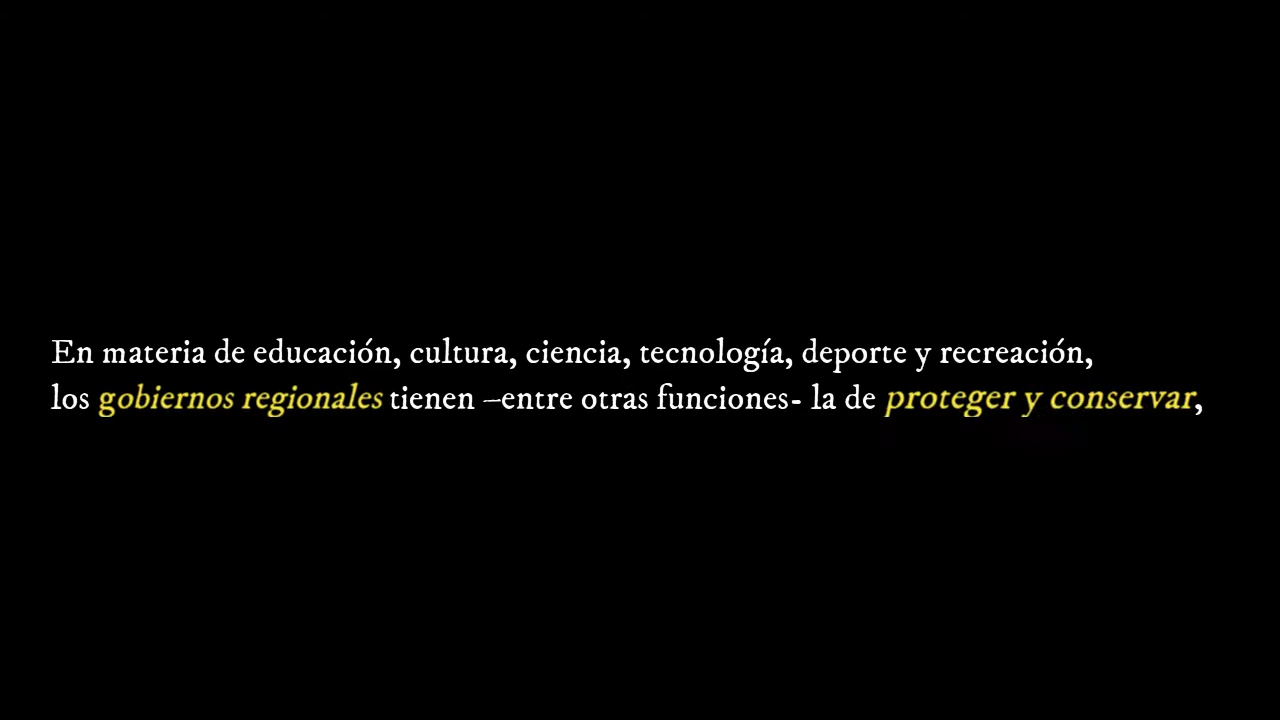 En materia de educación, cultura, ciencia, tecnología, deporte y recreación,
los gobiernos regionales tienen –entre otras funciones- la de proteger y conservar,